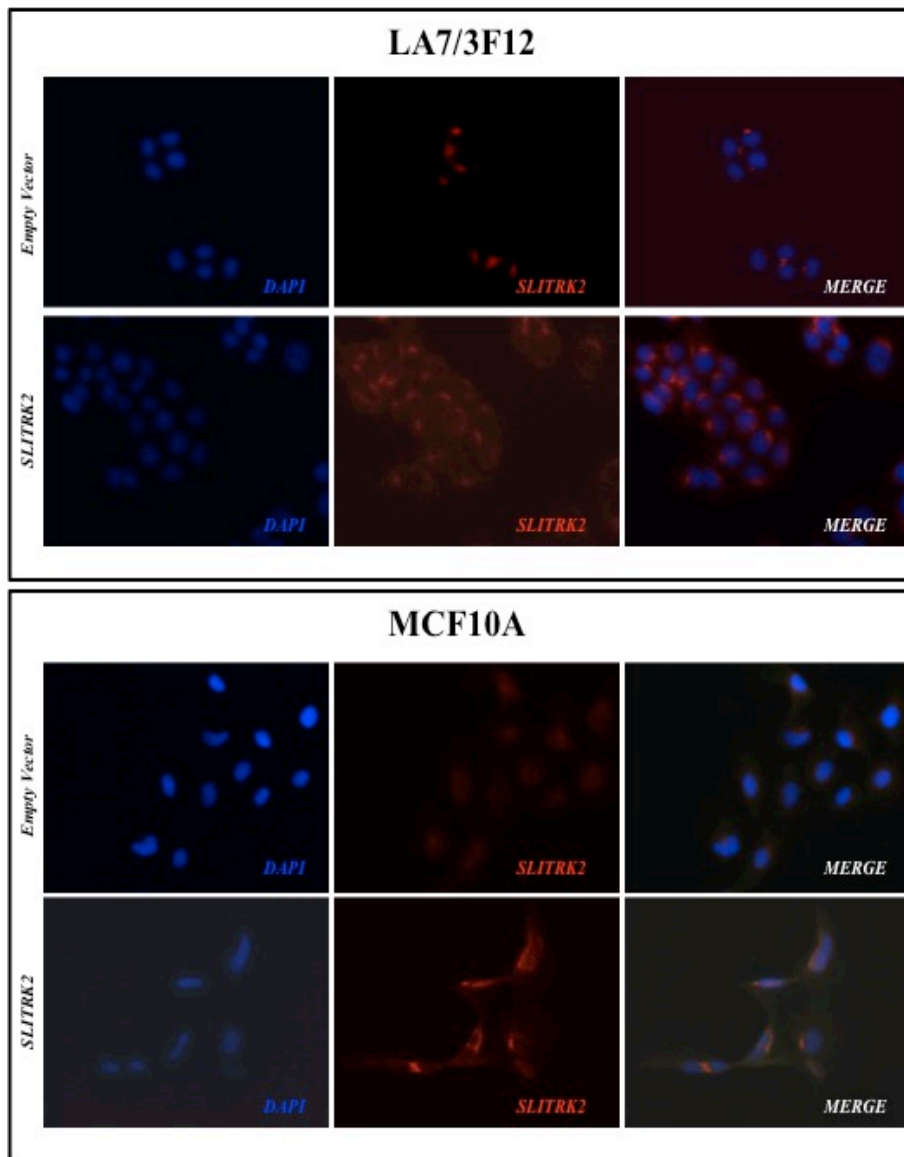 LA7/3F12
Empty Vector
DAPI
SLITRK2
MERGE
SLITRK2
DAPI
SLITRK2
MERGE
MCF10A
Empty Vector
DAPI
SLITRK2
MERGE
SLITRK2
DAPI
SLITRK2
MERGE